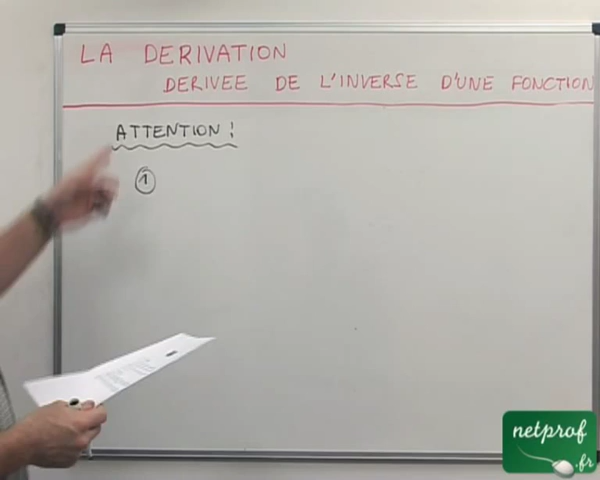 LA DERIVATION
DERIVEE DE L'INVERSE D'UNE FONCTION
ATTENTION !
1
netprof
.fr